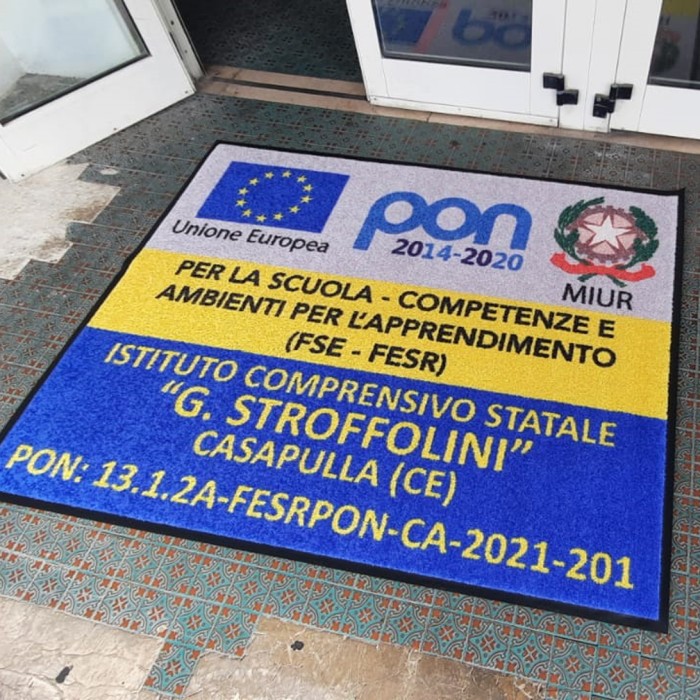 Unione Europea
pon
2014-2020
MIUR
PER LA SCUOLA - COMPETENZE E
AMBIENTI PER L'APPRENDIMENTO
(FSE - FESR)
ISTITUTO COMPRENSIVO STATALE
"G. STROFFOLINI"
CASAPULLA (CE)
PON: 13.1.2A-FESRPON-CA-2021-201